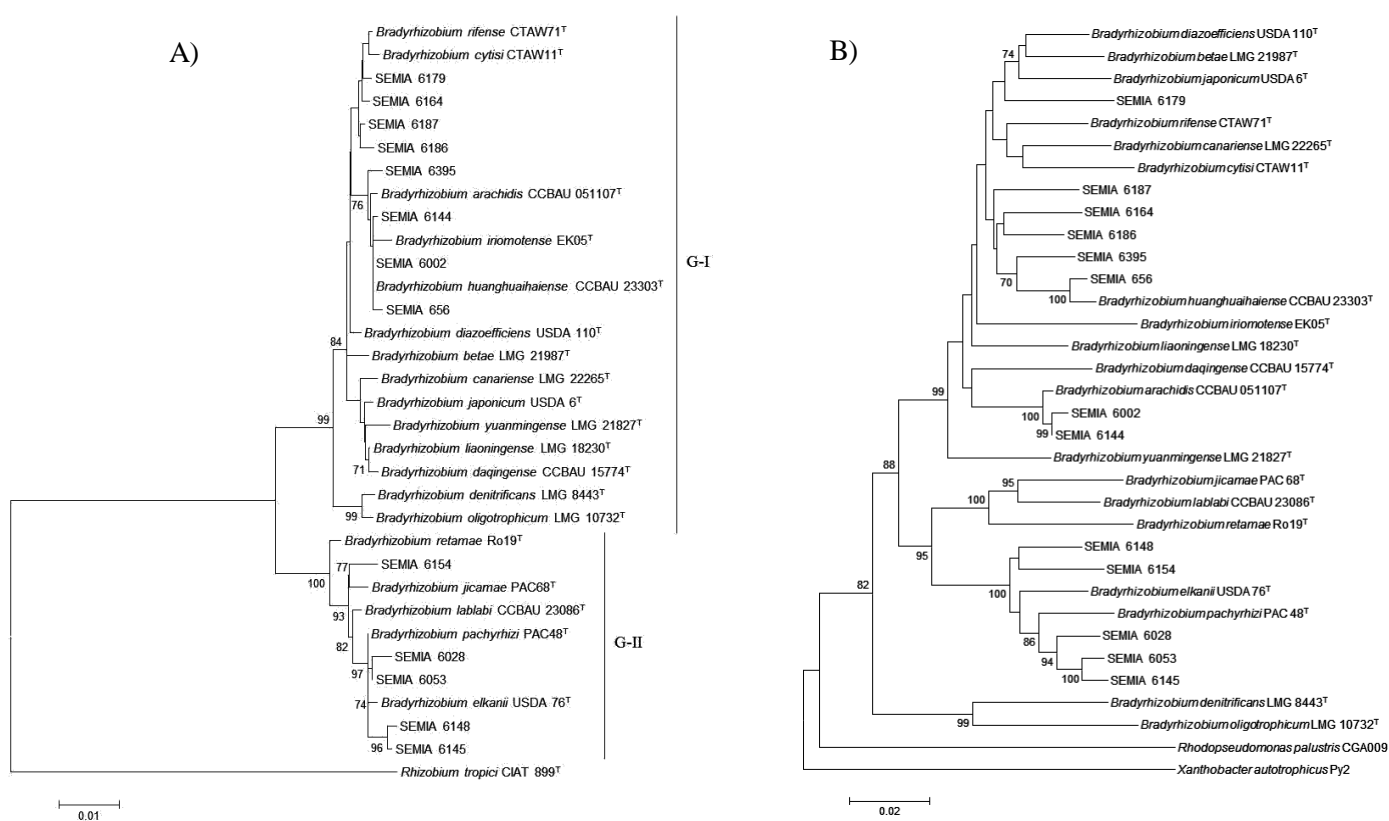 A)
Bradyrhizobium rifense CTAW71T
Bradyrhizobium cytisi CTAW11T
SEMIA 6179
SEMIA 6164
SEMIA 6187
SEMIA 6186
SEMIA 6395
Bradyrhizobium arachidis CCBAU 051107T
76
SEMIA 6144
Bradyrhizobium iriomotense EK05T
SEMIA 6002
G-I
Bradyrhizobium huanghuaihaiense CCBAU 23303T
SEMIA 656
Bradyrhizobium diazoefficiens USDA 110T
84
Bradyrhizobium betae LMG 21987T
Bradyrhizobium canariense LMG 22265T
Bradyrhizobium japonicum USDA 6T
99
Bradyrhizobium yuanmingense LMG 21827T
Bradyrhizobium liaoningense LMG 18230T
71
Bradyrhizobium daqingense CCBAU 15774T
Bradyrhizobium denitrificans LMG 8443T
99
Bradyrhizobium oligotrophicum LMG 10732T
Bradyrhizobium retamae Ro19T
77
SEMIA 6154
100
Bradyrhizobium jicamae PAC68T
93
Bradyrhizobium lablabi CCBAU 23086T
Bradyrhizobium pachyrhizi PAC48T
G-II
82
SEMIA 6028
97
SEMIA 6053
74
Bradyrhizobium elkanii USDA 76T
SEMIA 6148
96
SEMIA 6145
Rhizobium tropici CIAT 899T
0.01
B)
Bradyrhizobium diazoefficiens USDA 110T
74
Bradyrhizobium betae LMG 21987T
Bradyrhizobium japonicum USDA 6T
SEMIA 6179
Bradyrhizobium rifense CTAW71T
Bradyrhizobium canariense LMG 22265T
Bradyrhizobium cytisi CTAW11T
SEMIA 6187
SEMIA 6164
SEMIA 6186
SEMIA 6395
70
SEMIA 656
100
Bradyrhizobium huanghuaihaiense CCBAU 23303T
Bradyrhizobium iriomotense EK05T
Bradyrhizobium liaoningense LMG 18230T
Bradyrhizobium daqingense CCBAU 15774T
99
Bradyrhizobium arachidis CCBAU 051107T
100
SEMIA 6002
99
SEMIA 6144
Bradyrhizobium yuanmingense LMG 21827T
88
95
Bradyrhizobium jicamae PAC 68T
100
Bradyrhizobium lablabi CCBAU 23086T
Bradyrhizobium retamae Ro19T
95
SEMIA 6148
SEMIA 6154
82
100
Bradyrhizobium elkanii USDA 76T
Bradyrhizobium pachyrhizi PAC 48T
86
SEMIA 6028
94
SEMIA 6053
100
SEMIA 6145
Bradyrhizobium denitrificans LMG 8443T
99
Bradyrhizobium oligotrophicum LMG 10732T
Rhodopseudomonas palustris CGA009
Xanthobacter autotrophicus Py2
0.02